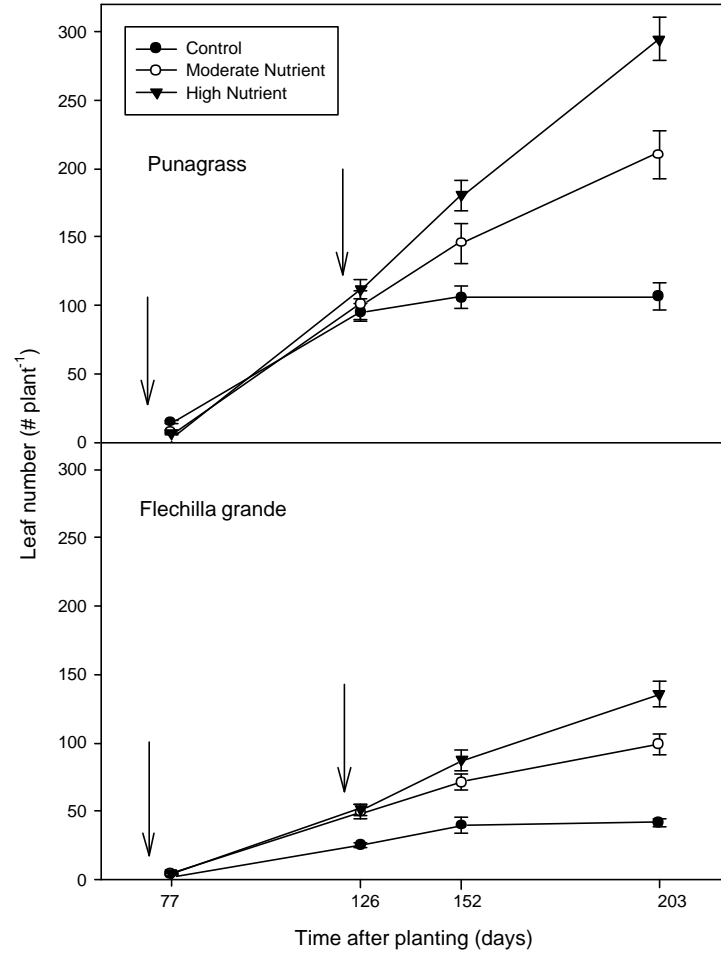 300
250
200
150
100
50
0
Control
Moderate Nutrient
High Nutrient
Punagrass
Leaf number (# plant-1)
300
250
200
150
100
50
0
Flechilla grande
77
126
152
203
Time after planting (days)